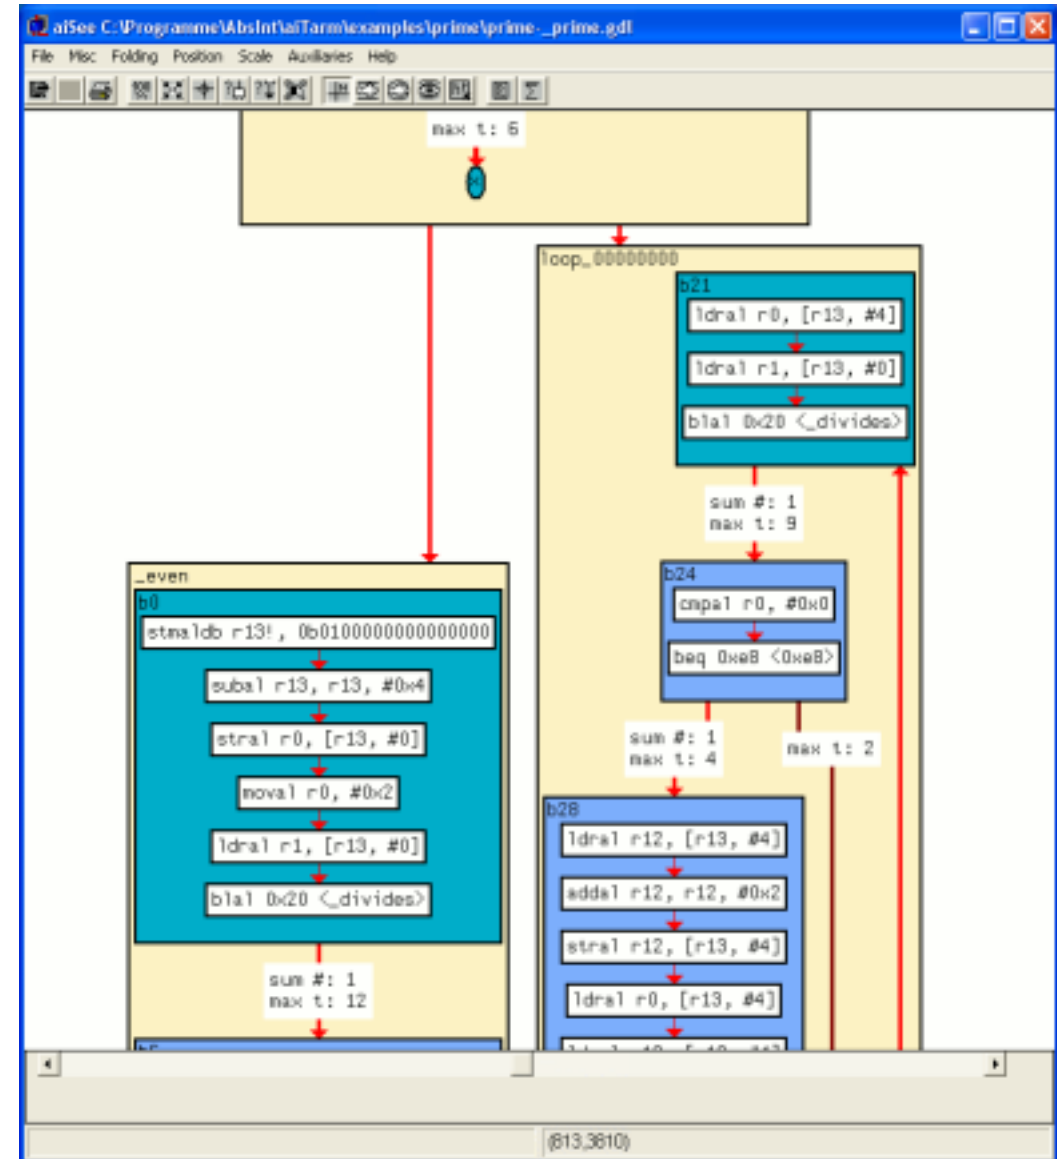 aiSee C:\Programme\AbsInt\aiTarm\examples\prime\prime-_prime.gdl
File Misc Folding Position Scale Auxiliaries Help
max t: 6
loop_00000000
b21
ldral r0, [r13, #4]
ldral r1, [r13, #0]
blal 0x20 <_divides>
sum #: 1
max t: 9
b24
cmpal r0, #0x0
beq 0xe8 <0xe8>
sum #: 1
max t: 4
max t: 2
b28
ldral r12, [r13, #4]
addal r12, r12, #0x2
stral r12, [r13, #4]
ldral r0, [r13, #4]
_even
b0
stmaldb r13!, 0b0100000000000000
subal r13, r13, #0x4
stral r0, [r13, #0]
moval r0, #0x2
ldral r1, [r13, #0]
blal 0x20 <_divides>
sum #: 1
max t: 12
(813,3810)